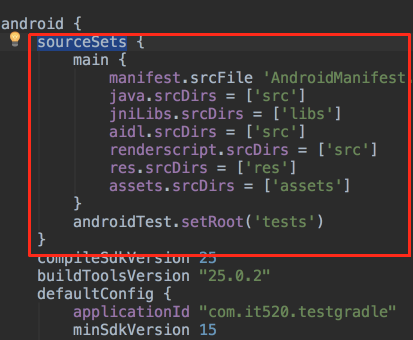 android {
sourceSets {
main {
manifest.srcFile 'AndroidManifest.
java.srcDirs = ['src']
jniLibs.srcDirs = ['libs']
aidl.srcDirs = ['src']
renderscript.srcDirs = ['src']
res.srcDirs = ['res']
assets.srcDirs = ['assets']
}
androidTest.setRoot('tests')
}
compileSdkVersion 25
buildToolsVersion "25.0.2"
defaultConfig {
applicationId "com.it520.testgradle"
minSdkVersion 15